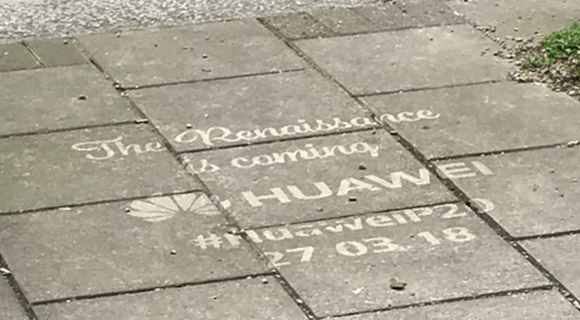 The Renaissance
is coming
HUAWEI
#HuaweiP20
27.03.18